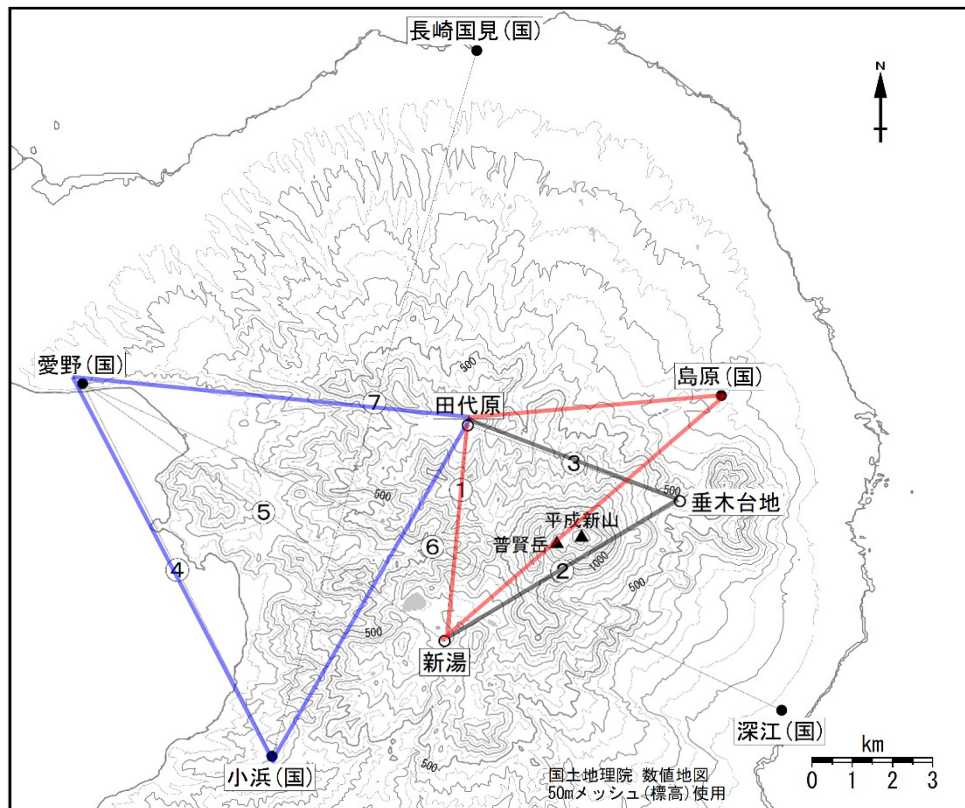 長崎国見(国)
N
500
愛野(国)
島原(国)
⑦
田代原
③
①
500
500
垂木台地
⑤
平成新山
普賢岳
⑥
1000
④
②
500
500
新湯
深江(国)
km
小浜(国)
500
国土地理院 数値地図
50mメッシュ(標高)使用
0 1 2 3